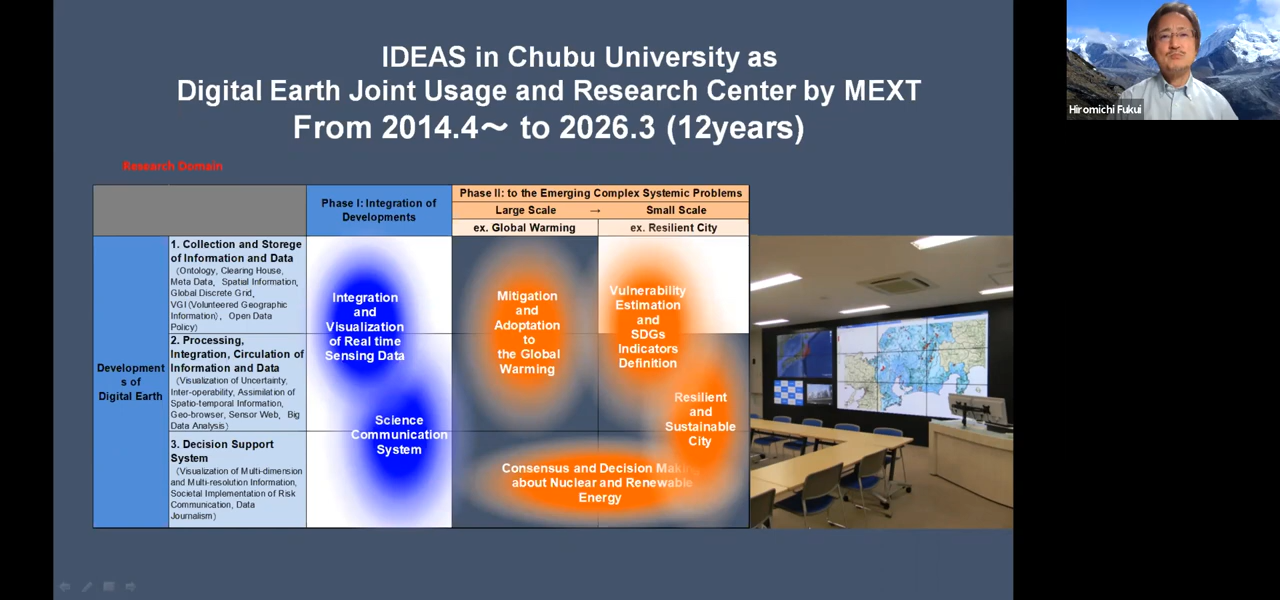 IDEAS in Chubu University as
Digital Earth Joint Usage and Research Center by MEXT
From 2014.4～ to 2026.3 (12years)
Hiromichi Fukui
Research Domain
Phase I: Integration of
Developments
Phase II: to the Emerging Complex Systemic Problems
Large Scale → Small Scale
ex. Global Warming
ex. Resilient City
Development
s of
Digital Earth
1. Collection and Storege
of Information and Data
（Ontology, Clearing House,
Meta Data, Spatial Information,
Global Discrete Grid,
VGI(Volunteered Geographic
Information), Open Data
Policy）
2. Processing,
Integration, Circulation of
Information and Data
（Visualization of Uncertainty,
Inter-operability, Assimilation of
Spatio-temporal Information,
Geo-browser, Sensor Web, Big
Data Analysis）
3. Decision Support
System
（Visualization of Multi-dimension
and Multi-resolution Information,
Societal Implementation of Risk
Communication, Data
Journalism）
Integration
and
Visualization
of Real time
Sensing Data
Science
Communication
System
Mitigation
and
Adoptation
to
the Global
Warming
Vulnerability
Estimation
and
SDGs
Indicators
Definition
Resilient
and
Sustainable
City
Consensus and Decision Making
about Nuclear and Renewable
Energy